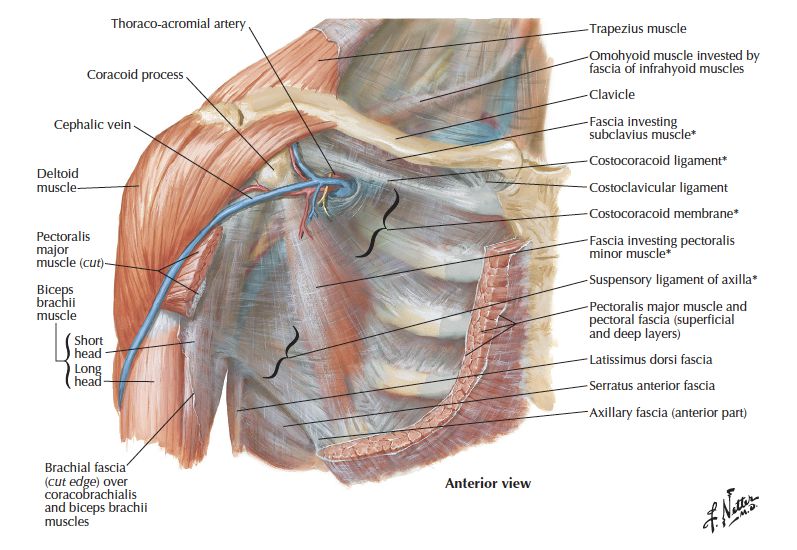 Thoraco-acromial artery
Coracoid process
Cephalic vein
Deltoid
muscle
Pectoralis
major
muscle (cut)
Biceps
brachii
muscle
Short
head
Long
head
Brachial fascia
(cut edge) over
coracobrachialis
and biceps brachii
muscles
Trapezius muscle
Omohyoid muscle invested by
fascia of infrahyoid muscles
Clavicle
Fascia investing
subclavius muscle*
Costocoracoid ligament*
Costoclavicular ligament
Costocoracoid membrane*
Fascia investing pectoralis
minor muscle*
Suspensory ligament of axilla*
Pectoralis major muscle and
pectoral fascia (superficial
and deep layers)
Latissimus dorsi fascia
Serratus anterior fascia
Axillary fascia (anterior part)
Anterior view
F. Netter
M.D.